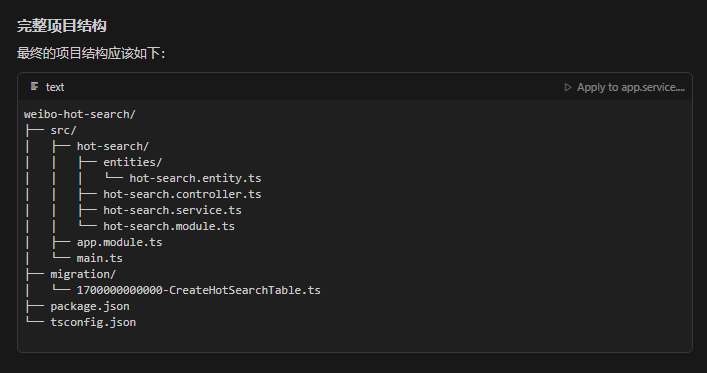 完整项目结构
最终的项目结构应该如下：
text
Apply to app.service....
weibo-hot-search/
├── src/
│   ├── hot-search/
│   │   ├── entities/
│   │   │   └── hot-search.entity.ts
│   │   ├── hot-search.controller.ts
│   │   ├── hot-search.service.ts
│   │   └── hot-search.module.ts
│   ├── app.module.ts
│   └── main.ts
├── migration/
│   └── 1700000000000-CreateHotSearchTable.ts
├── package.json
└── tsconfig.json